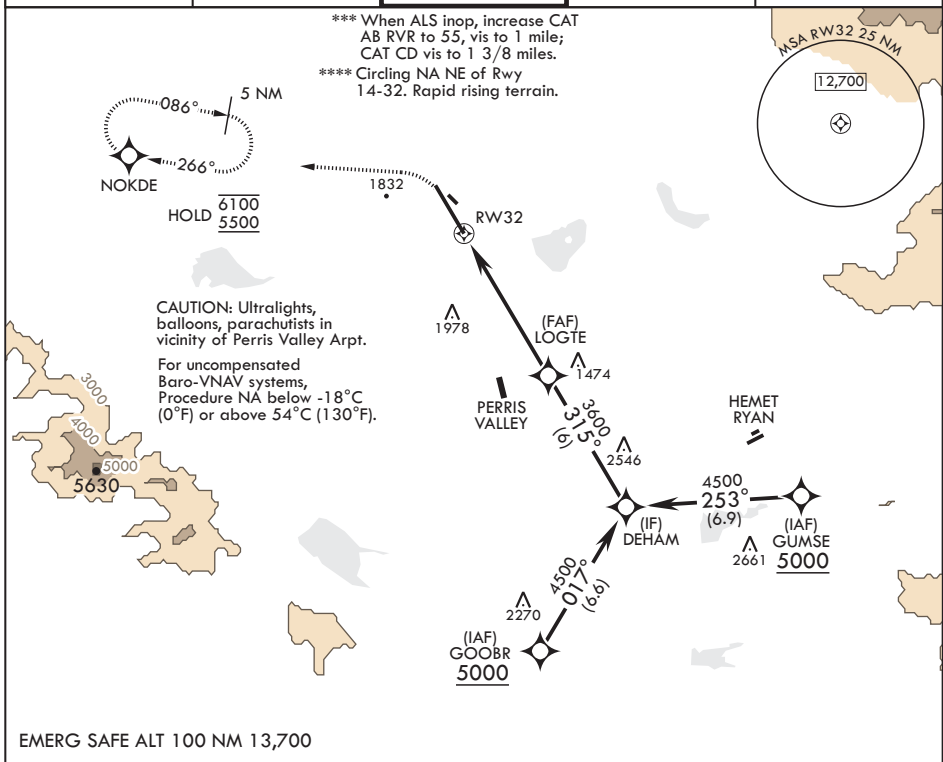 *** When ALS inop, increase CAT
AB RVR to 55, vis to 1 mile;
CAT CD vis to 1 3/8 miles.
**** Circling NA NE of Rwy
14-32. Rapid rising terrain.
MSA RW32 25 NM
12,700
086°
5 NM
266°
NOKDE
HOLD
6100
5500
1832
RW32
CAUTION: Ultralights,
balloons, parachutists in
vicinity of Perris Valley Arpt.
For uncompensated
Baro-VNAV systems,
Procedure NA below -18°C
(0°F) or above 54°C (130°F).
1978
(FAF)
LOGTE
1474
PERRIS
VALLEY
3600
315°
(6)
2546
HEMET
RYAN
3000
4000
5000
5630
4500
253°
(6.9)
(IF)
DEHAM
2661
(IAF)
GUMSE
5000
4500
017°
(6.6)
2270
(IAF)
GOOBR
5000
EMERG SAFE ALT 100 NM 13,700